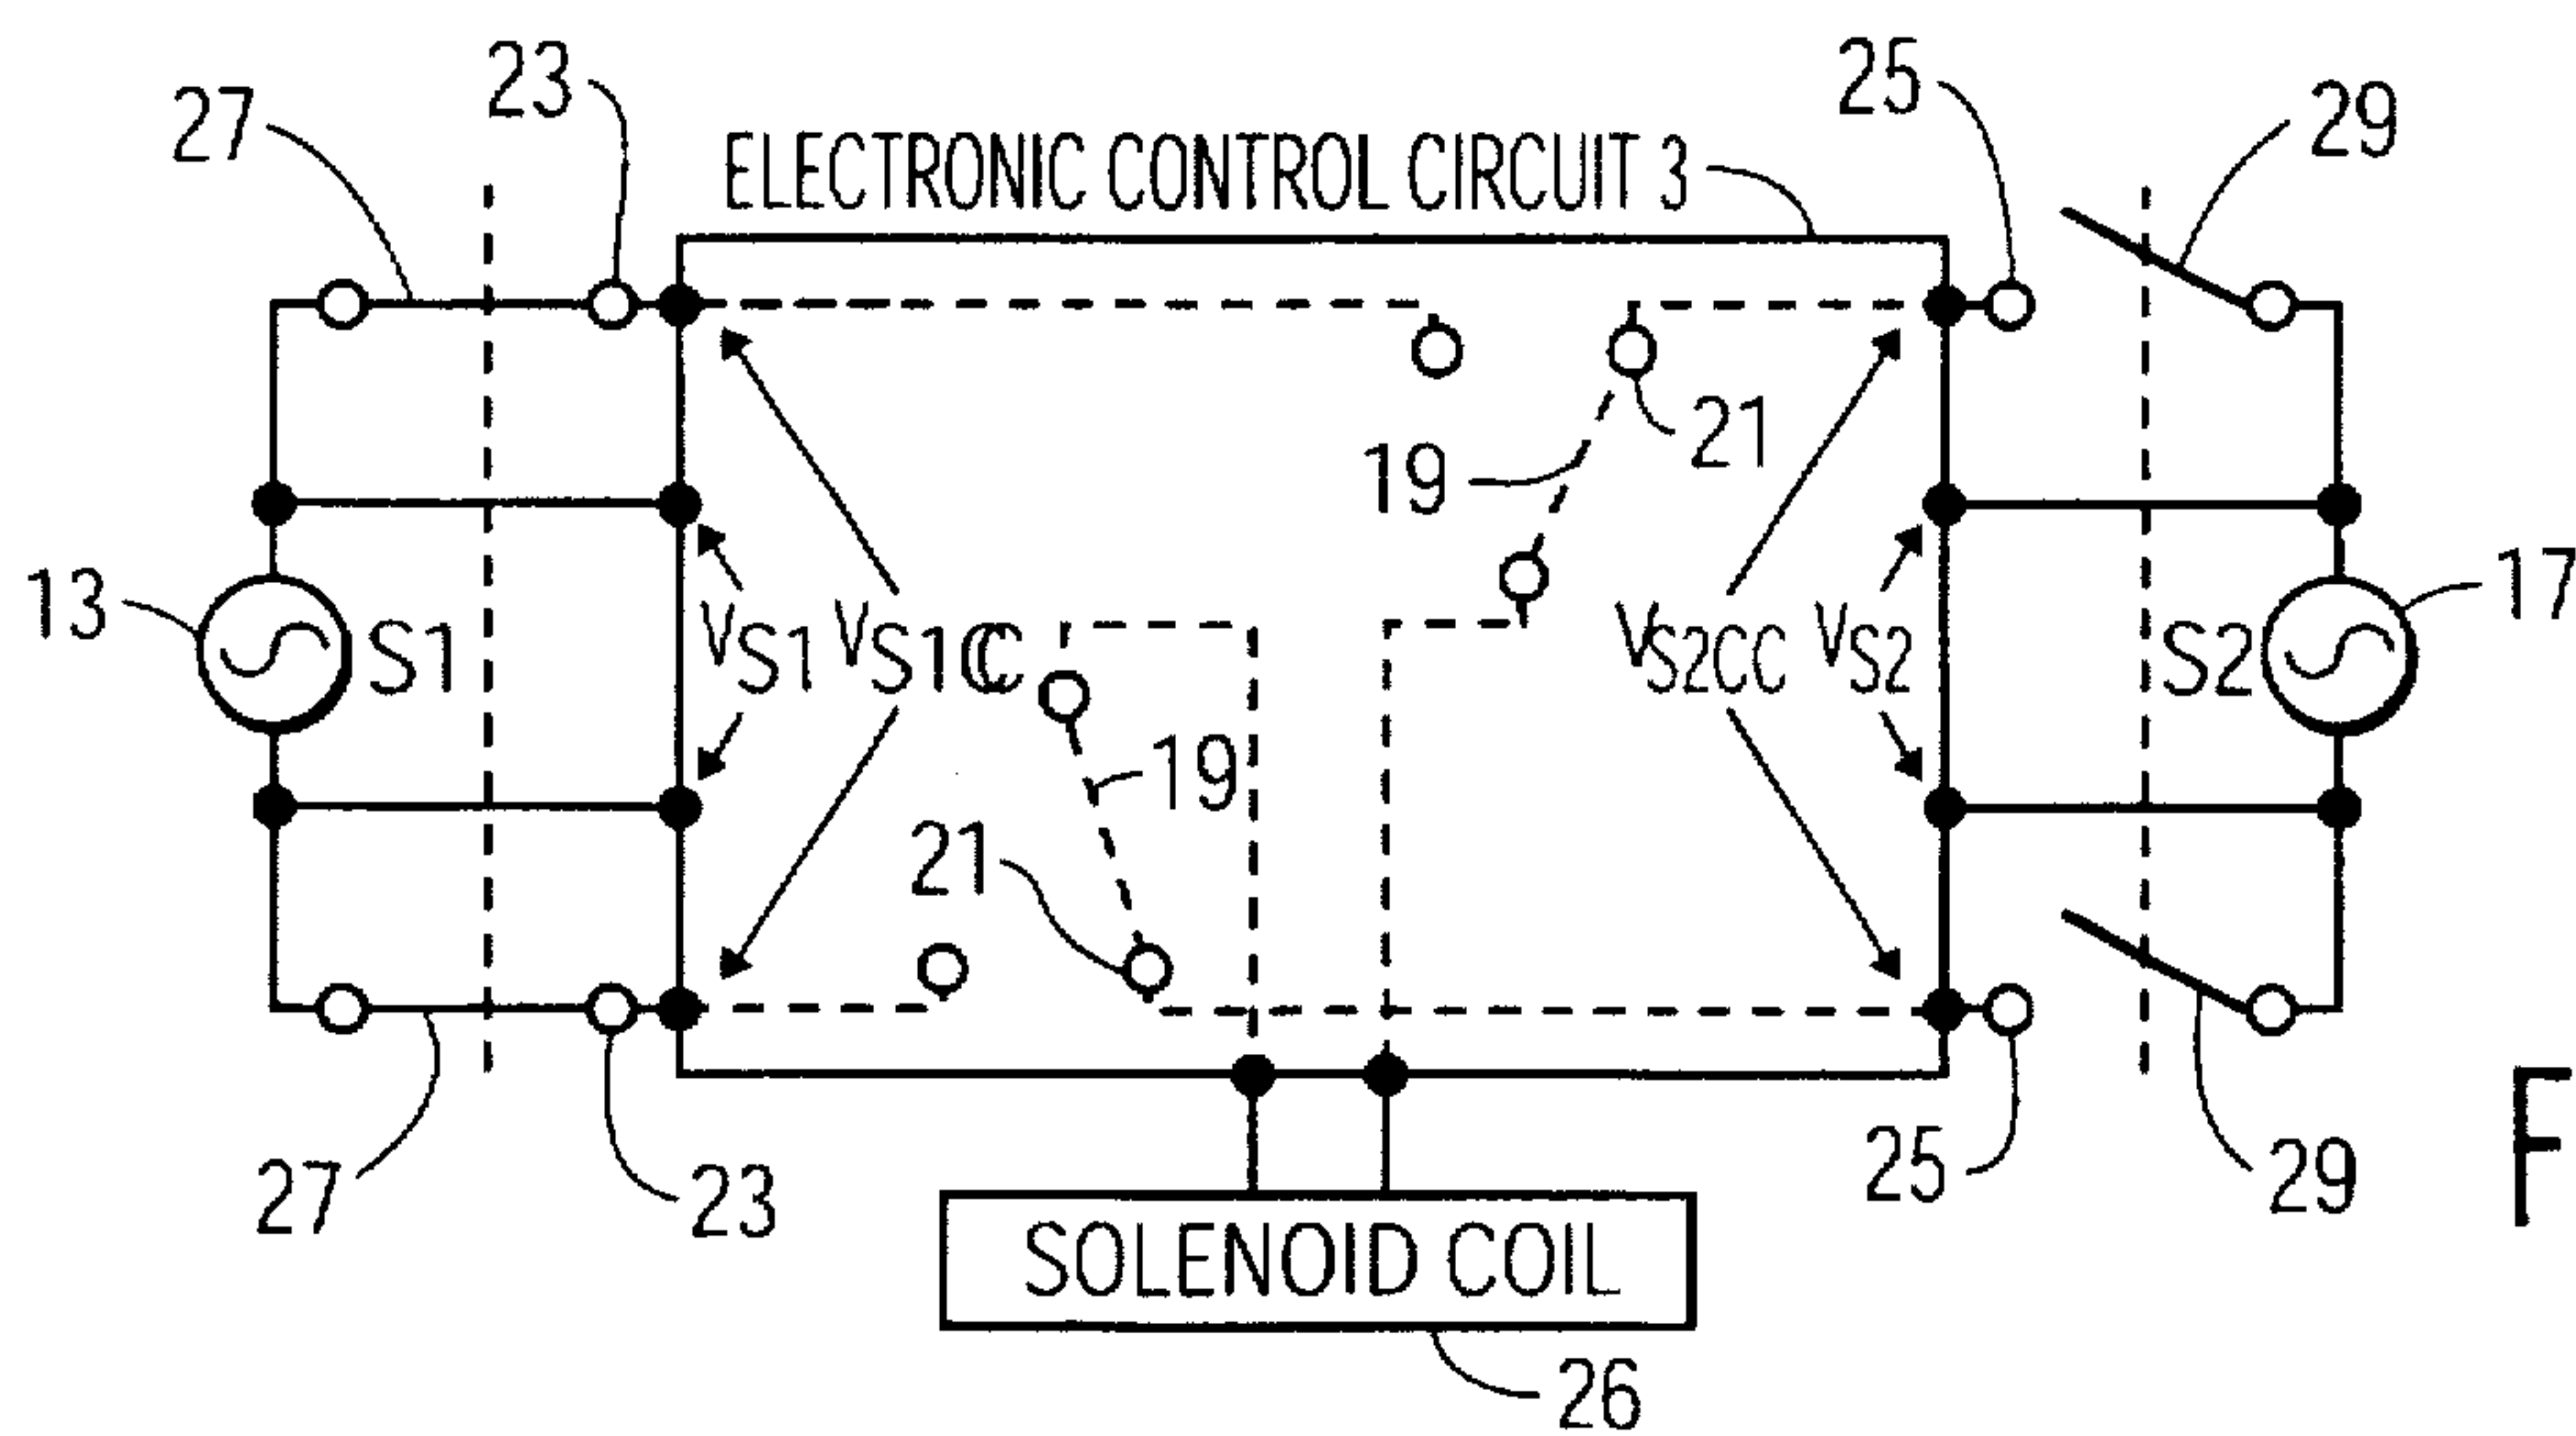 23
25
27
29
ELECTRONIC CONTROL CIRCUIT 3
21
19
13
S1
VS1
VS1CC
VS2CC
VS2
S2
17
19
21
25
27
23
29
SOLENOID COIL
26
F